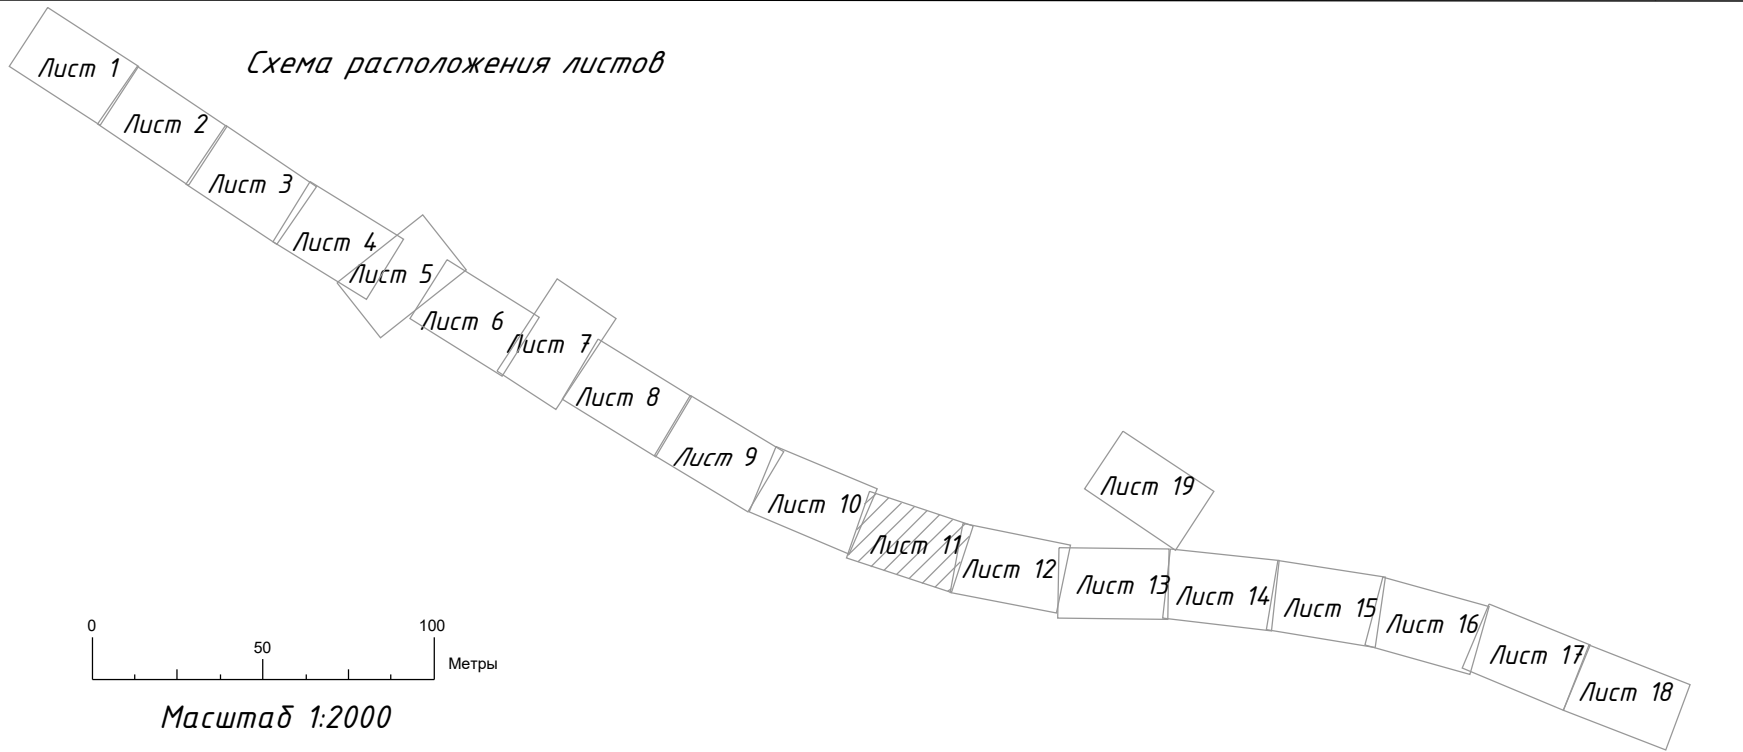 Схема расположения листов
Лист 1
Лист 2
Лист 3
Лист 4
Лист 5
Лист 6
Лист 7
Лист 8
Лист 9
Лист 10
Лист 11
Лист 12
Лист 13
Лист 14
Лист 15
Лист 16
Лист 17
Лист 18
Лист 19
0
50
100
Метры
Масштаб 1:2000